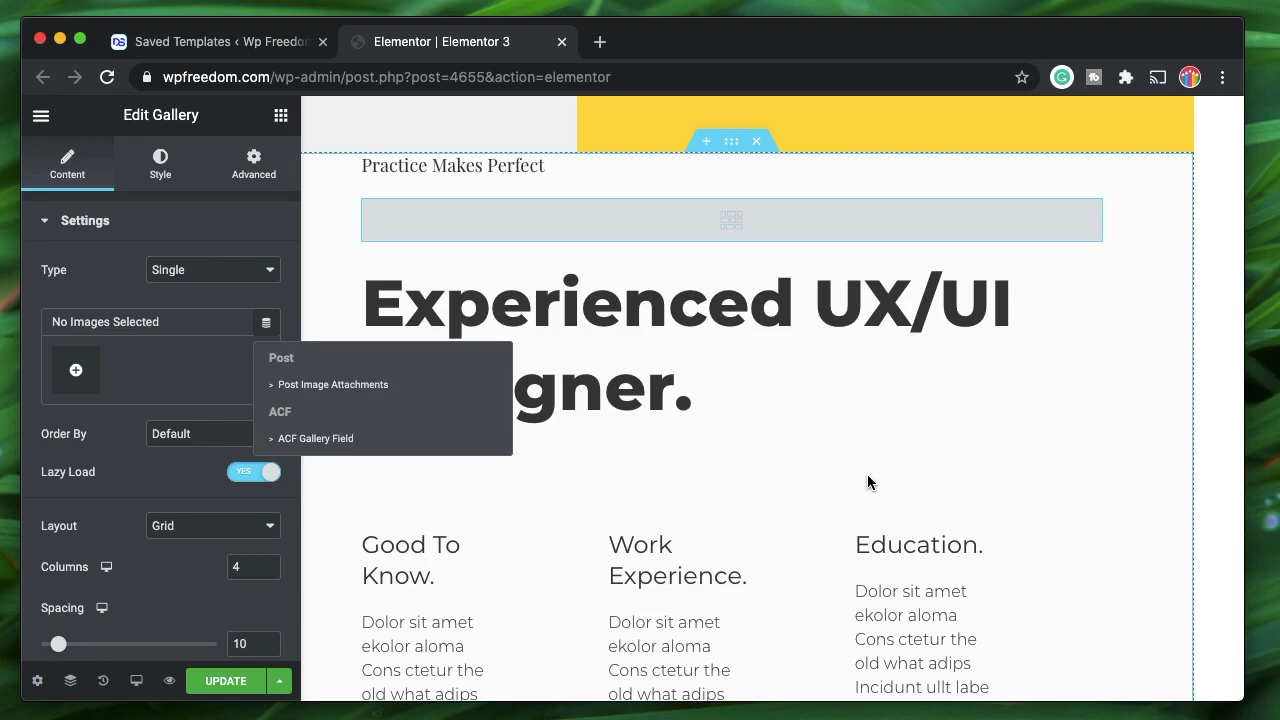 Saved Templates ‹ Wp Freedon
Elementor | Elementor 3
wpfreedom.com/wp-admin/post.php?post=4655&action=elementor
Edit Gallery
Content
Style
Advanced
Settings
Type
Single
No Images Selected
Post
> Post Image Attachments
ACF
> ACF Gallery Field
Order By
Default
Lazy Load
YES
Layout
Grid
Columns
4
Spacing
10
UPDATE
Practice Makes Perfect
Experienced UX/UI
gner.
Good To
Know.
Dolor sit amet
ekolor aloma
Cons ctetur the
old what adips
Work
Experience.
Dolor sit amet
ekolor aloma
Cons ctetur the
old what adips
Education.
Dolor sit amet
ekolor aloma
Cons ctetur the
old what adips
Incidunt ullt labe